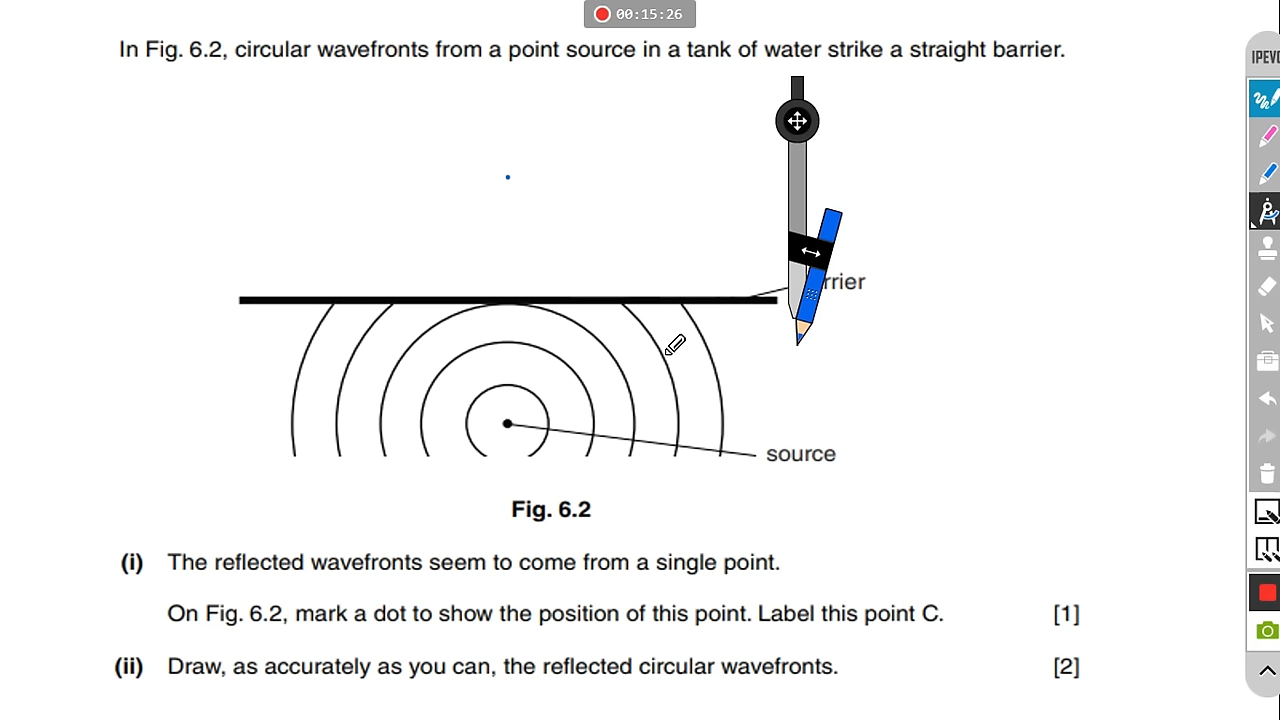 00:15:26
In Fig. 6.2, circular wavefronts from a point source in a tank of water strike a straight barrier.
IPEVO
rrier
source
Fig. 6.2
(i) The reflected wavefronts seem to come from a single point.
On Fig. 6.2, mark a dot to show the position of this point. Label this point C. [1]
(ii) Draw, as accurately as you can, the reflected circular wavefronts. [2]